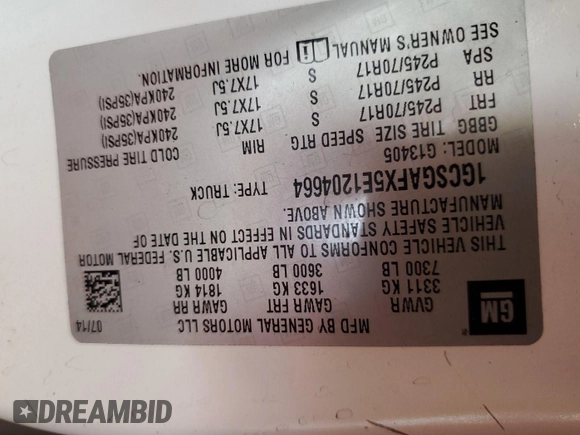 MFD BY GENERAL MOTORS LLC 07/14
GVWR GAWR FRT GAWR RR
3311 KG 1633 KG 1814 KG
7300 LB 3600 LB 4000 LB
THIS VEHICLE CONFORMS TO ALL APPLICABLE U.S. FEDERAL MOTOR
VEHICLE SAFETY STANDARDS IN EFFECT ON THE DATE OF
MANUFACTURE SHOWN ABOVE.
1GCSGAFX5E1204664 TYPE: TRUCK
MODEL: G13405
GBBG TIRE SIZE SPEED RTG RIM COLD TIRE PRESSURE
FRT P245/70R17 S 17X7.5J 240KPA(35PSI)
RR P245/70R17 S 17X7.5J 240KPA(35PSI)
SPA P245/70R17 S 17X7.5J 240KPA(35PSI)
SEE OWNER'S MANUAL FOR MORE INFORMATION.
GM
DREAMBID